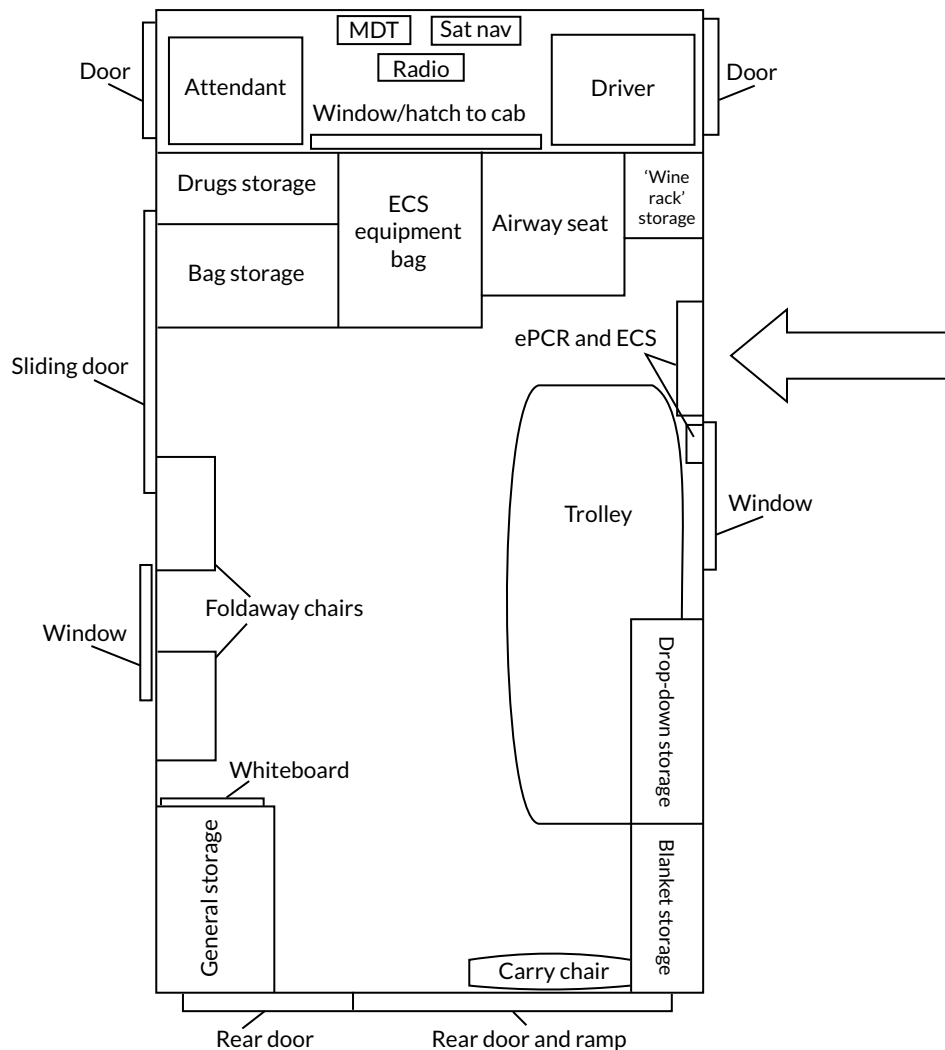 MDT
Sat nav
Radio
Door
Attendant
Driver
Door
Window/hatch to cab
Drugs storage
ECS
equipment
bag
Airway seat
‘Wine
rack’
storage
Bag storage
ePCR and ECS
Sliding door
Trolley
Window
Foldaway chairs
Window
Drop-down storage
Whiteboard
General storage
Blanket storage
Carry chair
Rear door
Rear door and ramp